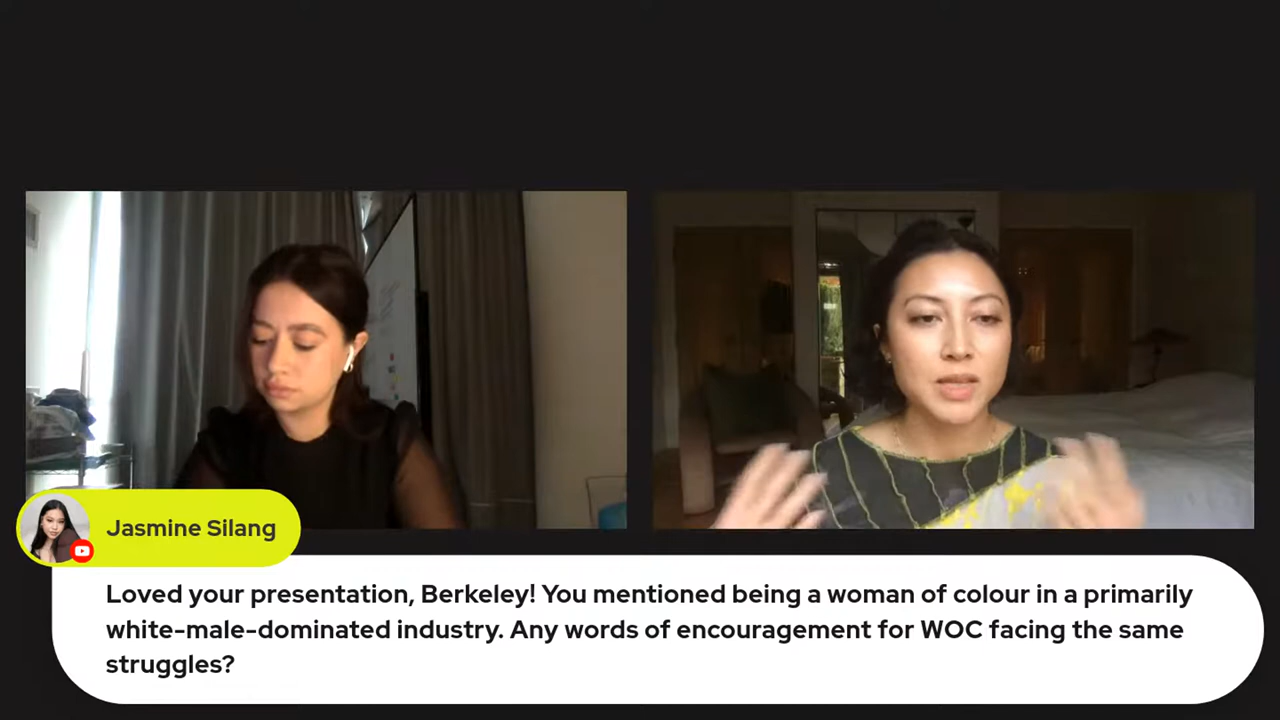 Jasmine Silang
Loved your presentation, Berkeley! You mentioned being a woman of colour in a primarily
white-male-dominated industry. Any words of encouragement for WOC facing the same
struggles?